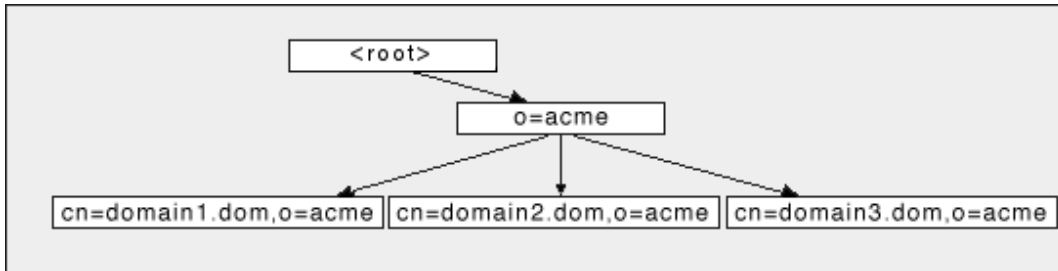 <root>
o=acme
cn=domain1.dom,o=acme
cn=domain2.dom,o=acme
cn=domain3.dom,o=acme